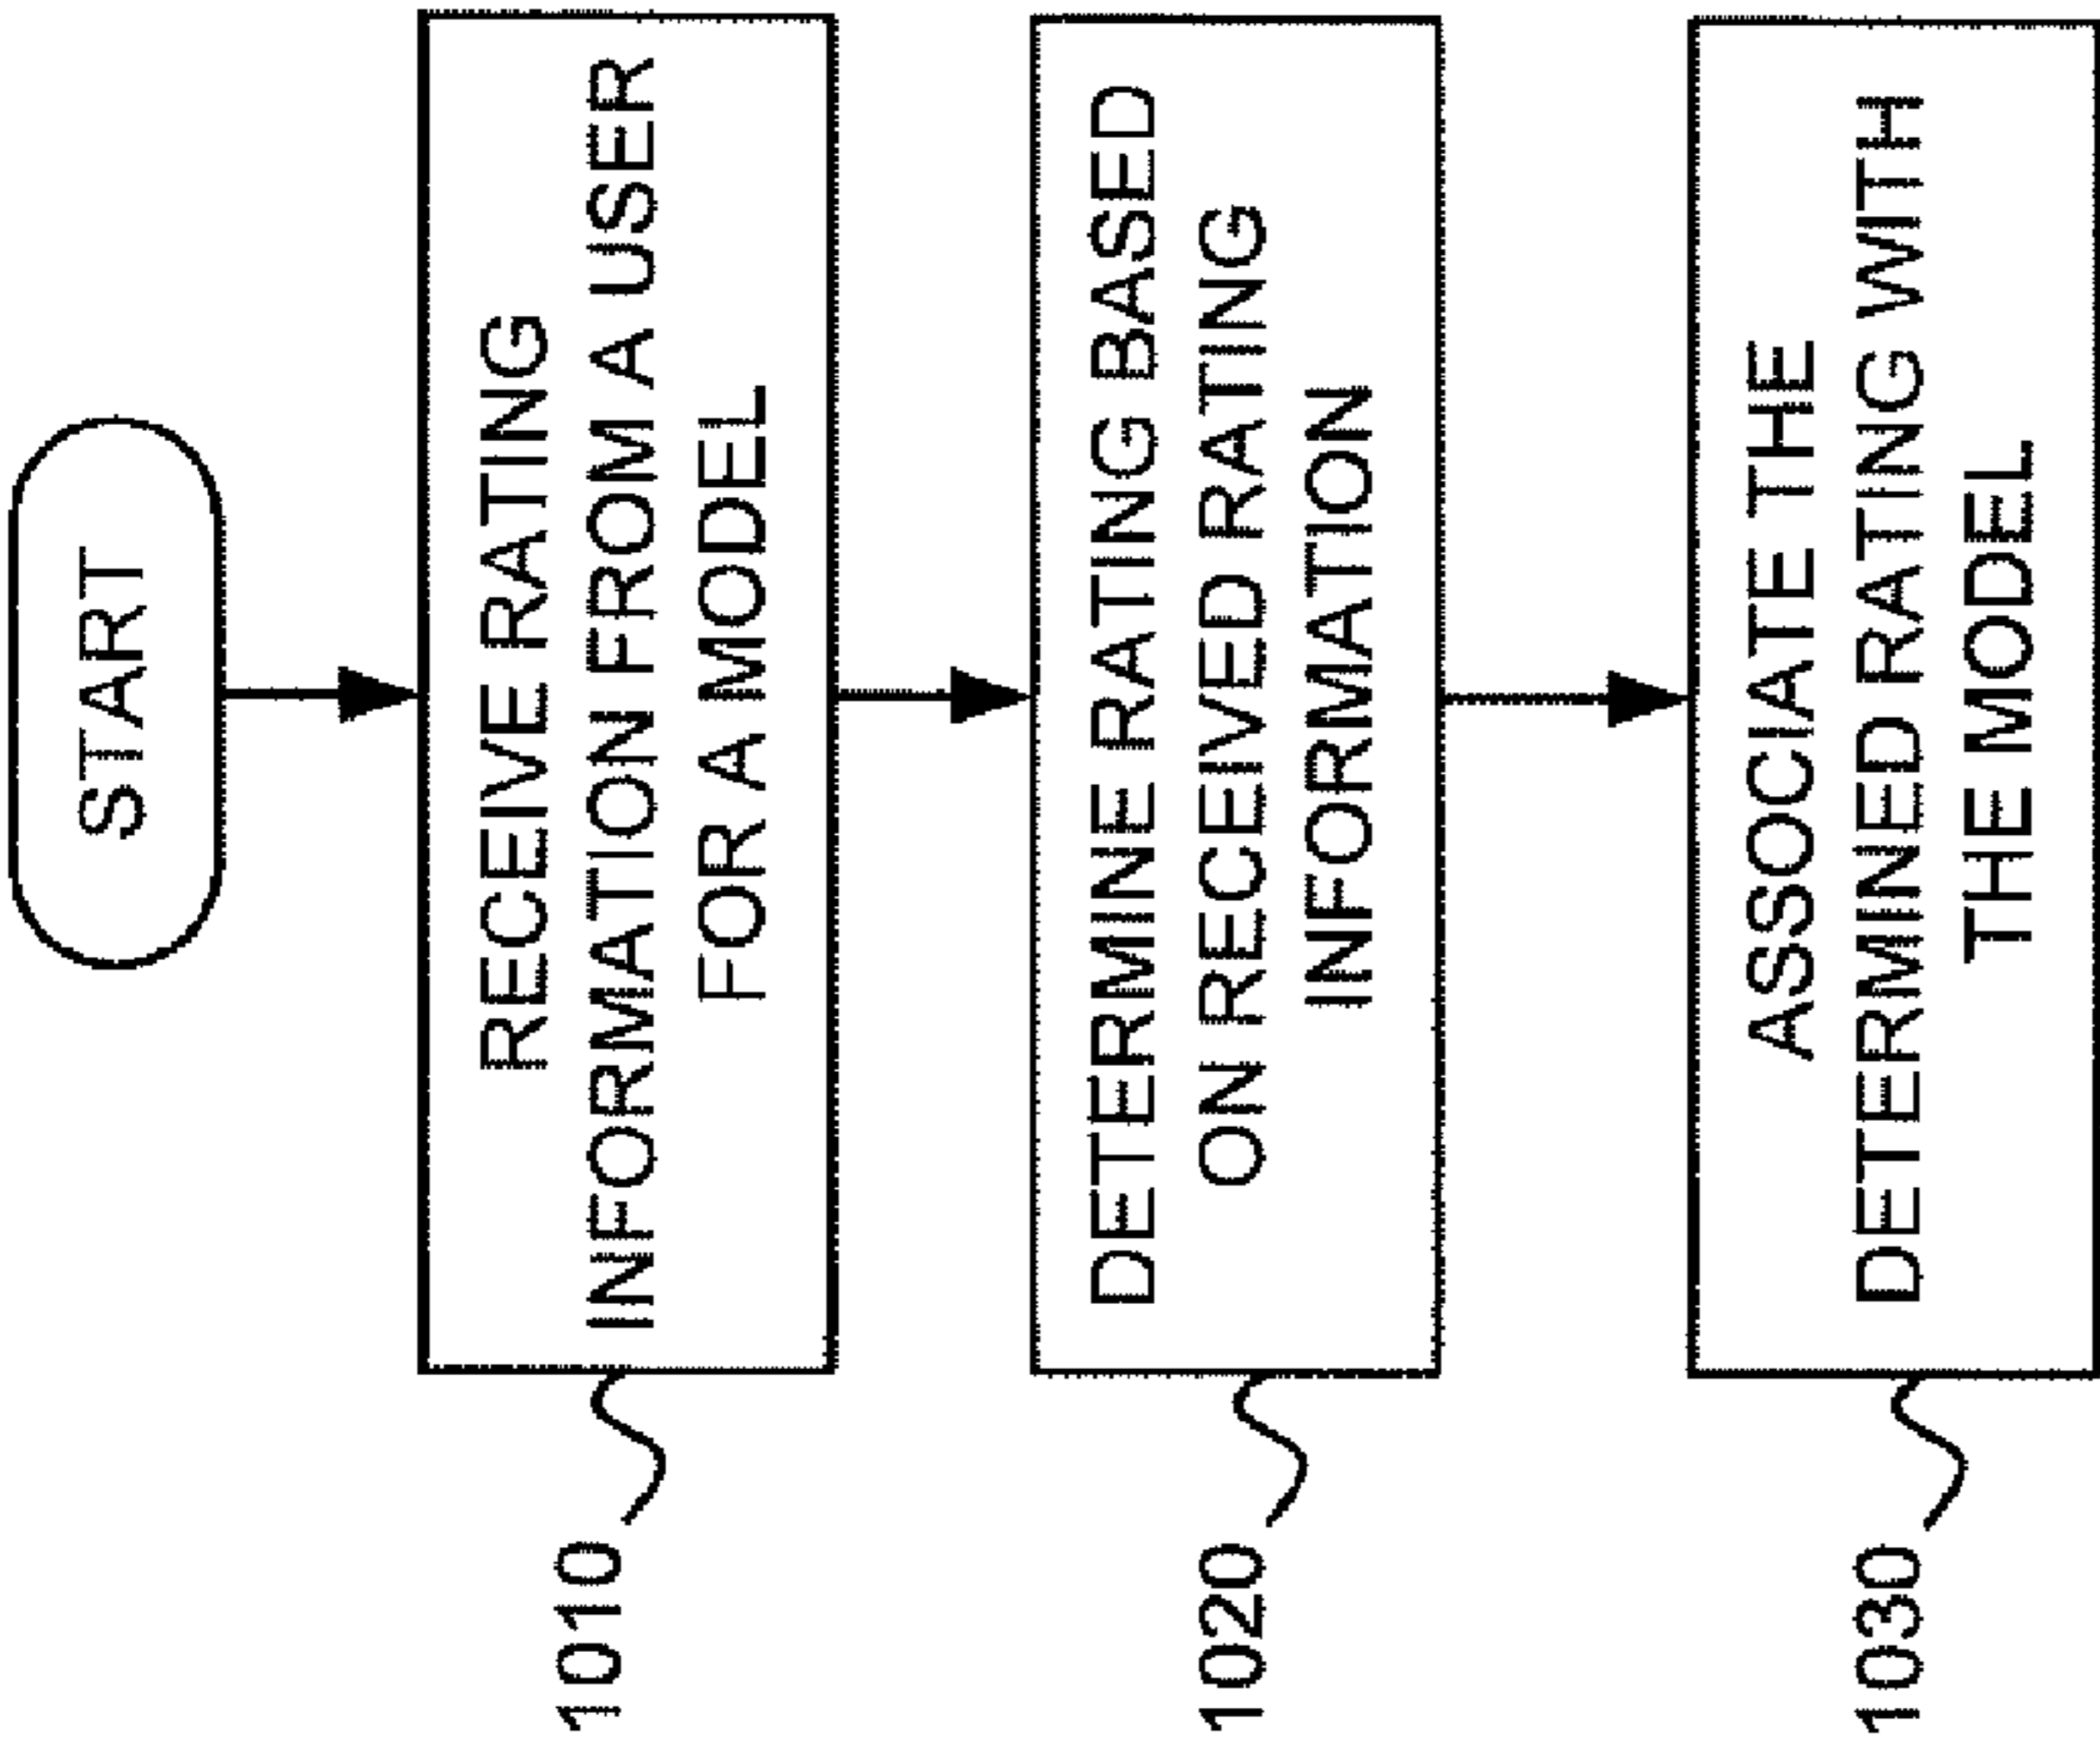 START
RECEIVE RATING
INFORMATION FROM A USER
FOR A MODEL
1010
DETERMINE RATING BASED
ON RECEIVED RATING
INFORMATION
1020
ASSOCIATE THE
DETERMINED RATING WITH
THE MODEL
1030